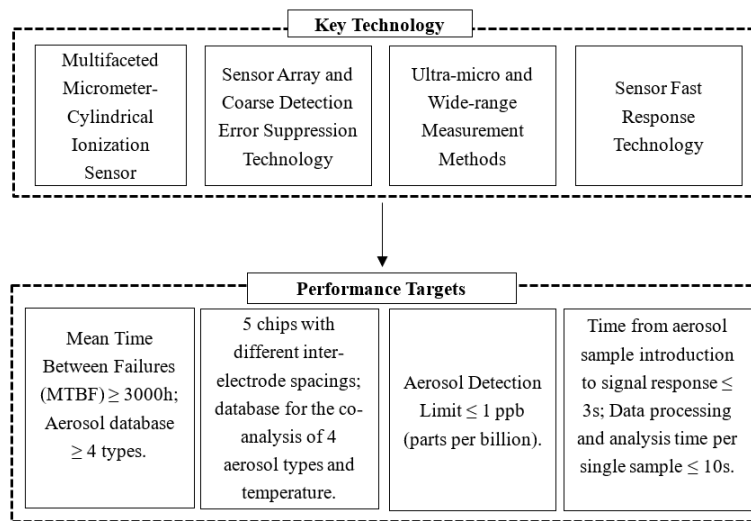 Key Technology
Multifaceted
Micrometer-
Cylindrical
Ionization
Sensor
Sensor Array and
Coarse Detection
Error Suppression
Technology
Ultra-micro and
Wide-range
Measurement
Methods
Sensor Fast
Response
Technology
Performance Targets
Mean Time
Between Failures
(MTBF) ≥ 3000h;
Aerosol database
≥ 4 types.
5 chips with
different inter-
electrode spacings;
database for the co-
analysis of 4
aerosol types and
temperature.
Aerosol Detection
Limit ≤ 1 ppb
(parts per billion).
Time from aerosol
sample introduction
to signal response ≤
3s; Data processing
and analysis time per
single sample ≤ 10s.